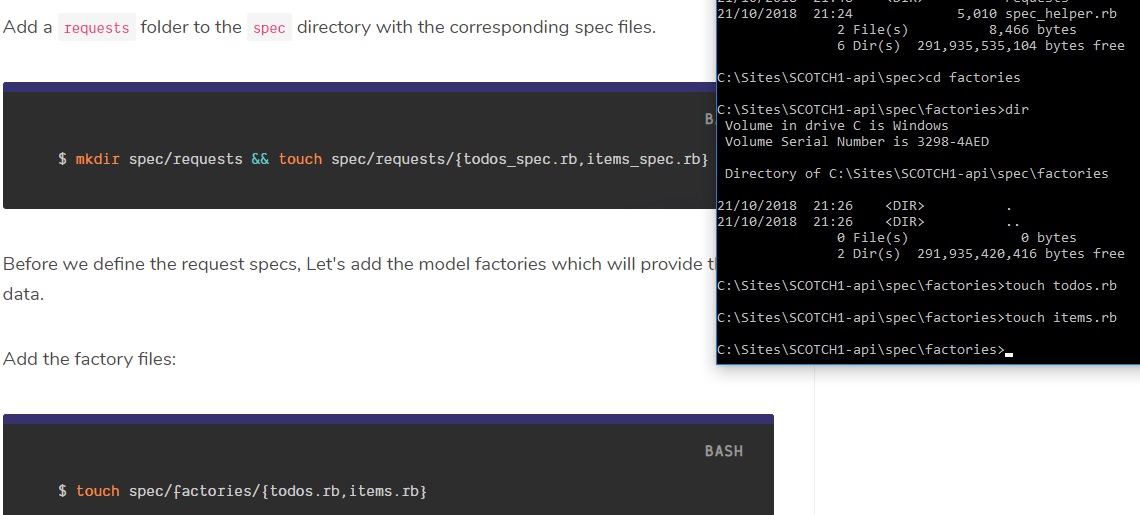 Add a requests folder to the spec directory with the corresponding spec files.
$ mkdir spec/requests && touch spec/requests/{todos_spec.rb,items_spec.rb}
Before we define the request specs, Let's add the model factories which will provide
data.
Add the factory files:
BASH
$ touch spec/factories/{todos.rb,items.rb}
21/10/2018  21:24             5,010 spec_helper.rb
               2 File(s)          8,466 bytes
               6 Dir(s)  291,935,535,104 bytes free
C:\Sites\SCOTCH1-api\spec>cd factories
C:\Sites\SCOTCH1-api\spec\factories>dir
 Volume in drive C is Windows
 Volume Serial Number is 3298-4AED
 Directory of C:\Sites\SCOTCH1-api\spec\factories
21/10/2018  21:26    <DIR>          .
21/10/2018  21:26    <DIR>          ..
               0 File(s)              0 bytes
               2 Dir(s)  291,935,420,416 bytes free
C:\Sites\SCOTCH1-api\spec\factories>touch todos.rb
C:\Sites\SCOTCH1-api\spec\factories>touch items.rb
C:\Sites\SCOTCH1-api\spec\factories>